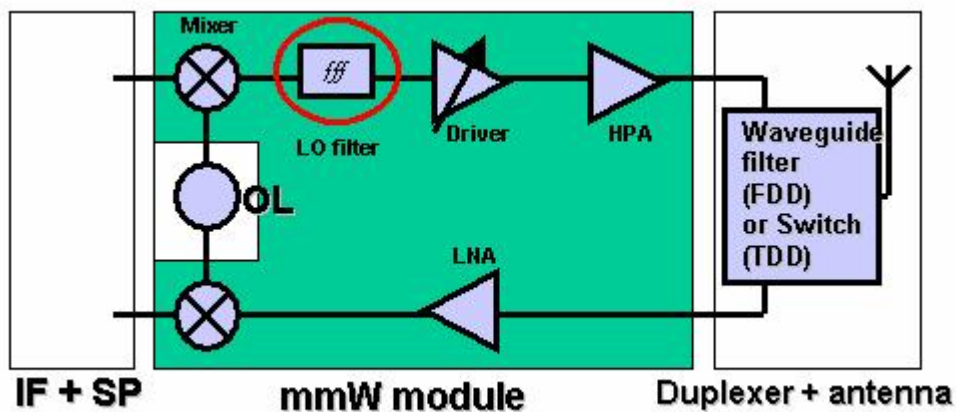 Mixer
fff
LO filter
Driver
HPA
Waveguide
filter
(FDD)
or Switch
(TDD)
OL
LNA
IF + SP
mmW module
Duplexer + antenna